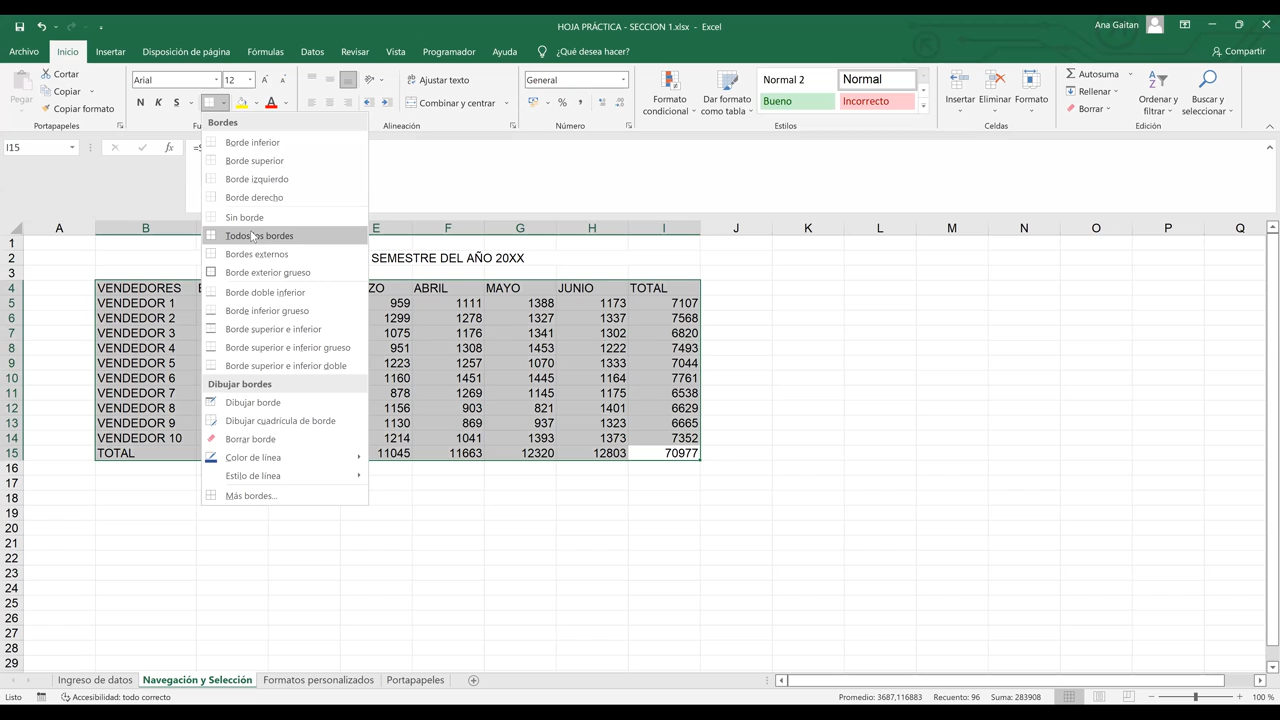 HOJA PRÁCTICA - SECCION 1.xlsx - Excel
Ana Gaitan
Archivo Inicio Insertar Disposición de página Fórmulas Datos Revisar Vista Programador Ayuda ¿Qué desea hacer? Compartir
Pegar
Cortar
Copiar
Copiar formato
Portapapeles
Arial 12
N K S
Ajustar texto
Combinar y centrar
Alineación
General
% 000
Número
Formato condicional
Dar formato como tabla
Normal 2 Normal
Bueno Incorrecto
Estilos
Insertar Eliminar Formato
Celdas
Autosuma
Rellenar
Borrar
Ordenar y filtrar
Buscar y seleccionar
Edición
I15
Bordes
Borde inferior
Borde superior
Borde izquierdo
Borde derecho
Sin borde
Todos los bordes
Bordes externos
Borde exterior grueso
Borde doble inferior
Borde inferior grueso
Borde superior e inferior
Borde superior e inferior grueso
Borde superior e inferior doble
Dibujar bordes
Dibujar borde
Dibujar cuadrícula de borde
Borrar borde
Color de línea
Estilo de línea
Más bordes...
A B E F G H I J K L M N O P Q
1
2 SEMESTRE DEL AÑO 20XX
3
4 VENDEDORES ZO ABRIL MAYO JUNIO TOTAL
5 VENDEDOR 1 959 1111 1388 1173 7107
6 VENDEDOR 2 1299 1278 1327 1337 7568
7 VENDEDOR 3 1075 1176 1341 1302 6820
8 VENDEDOR 4 951 1308 1453 1222 7493
9 VENDEDOR 5 1223 1257 1070 1333 7044
10 VENDEDOR 6 1160 1451 1445 1164 7761
11 VENDEDOR 7 878 1269 1145 1175 6538
12 VENDEDOR 8 1156 903 821 1401 6629
13 VENDEDOR 9 1130 869 937 1323 6665
14 VENDEDOR 10 1214 1041 1393 1373 7352
15 TOTAL 11045 11663 12320 12803 70977
16
17
18
19
20
21
22
23
24
25
26
27
28
29
Ingreso de datos Navegación y Selección Formatos personalizados Portapapeles
Listo Accesibilidad: todo correcto Promedio: 3687,116883 Recuento: 96 Suma: 283908 100 %